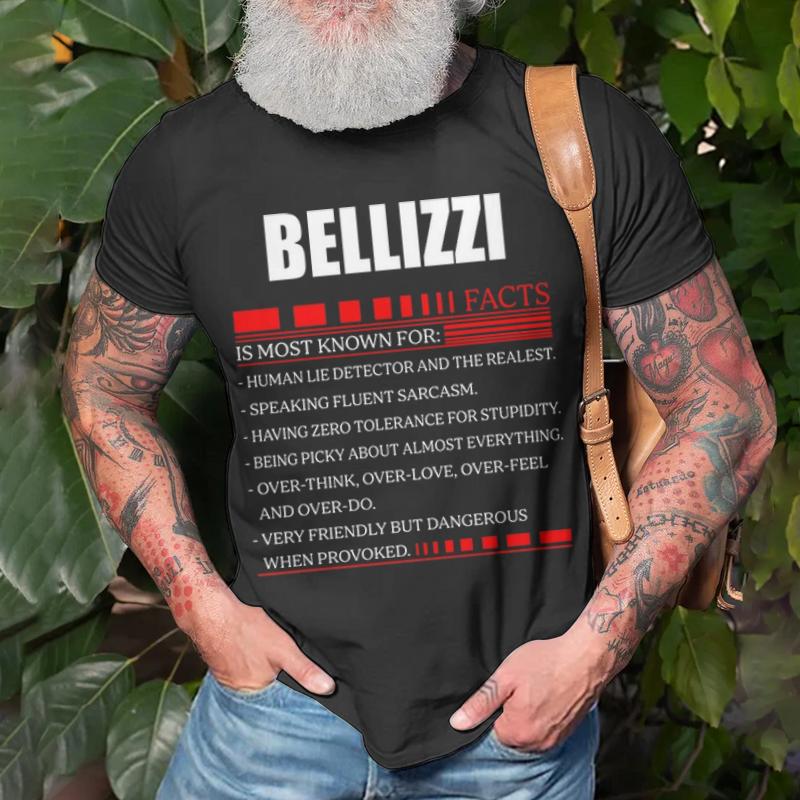 BELLIZZI
FACTS
IS MOST KNOWN FOR:
- HUMAN LIE DETECTOR AND THE REALEST.
- SPEAKING FLUENT SARCASM.
- HAVING ZERO TOLERANCE FOR STUPIDITY.
- BEING PICKY ABOUT ALMOST EVERYTHING.
- OVER-THINK, OVER-LOVE, OVER-FEEL
AND OVER-DO.
- VERY FRIENDLY BUT DANGEROUS
WHEN PROVOKED.